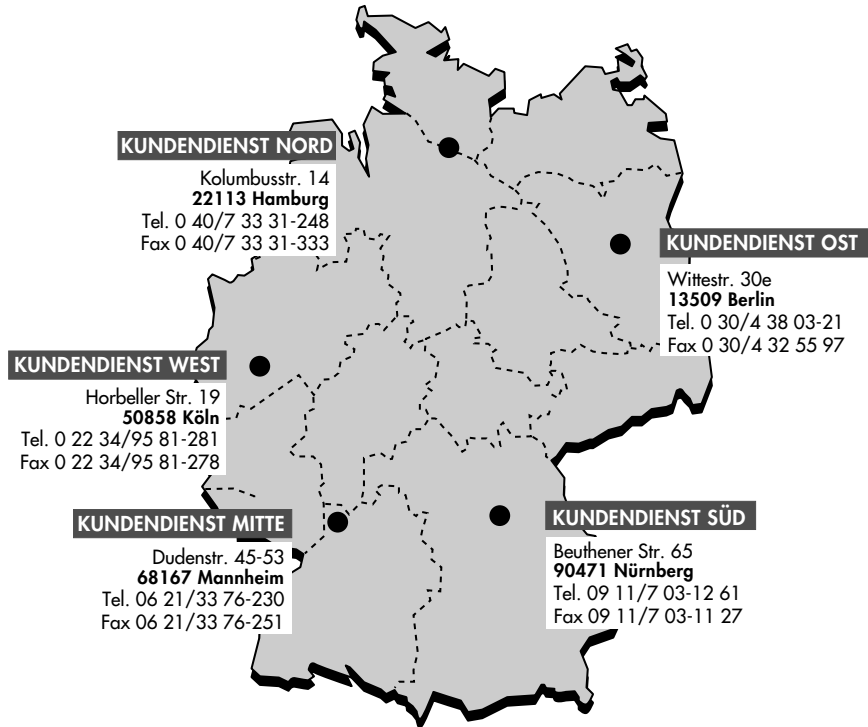 KUNDENDIENST NORD
Kolumbusstr. 14
22113 Hamburg
Tel. 0 40/7 33 31-248
Fax 0 40/7 33 31-333
KUNDENDIENST OST
Wittestr. 30e
13509 Berlin
Tel. 0 30/4 38 03-21
Fax 0 30/4 32 55 97
KUNDENDIENST WEST
Horbeller Str. 19
50858 Köln
Tel. 0 22 34/95 81-281
Fax 0 22 34/95 81-278
KUNDENDIENST MITTE
Dudenstr. 45-53
68167 Mannheim
Tel. 06 21/33 76-230
Fax 06 21/33 76-251
KUNDENDIENST SÜD
Beuthener Str. 65
90471 Nürnberg
Tel. 09 11/7 03-12 61
Fax 09 11/7 03-11 27